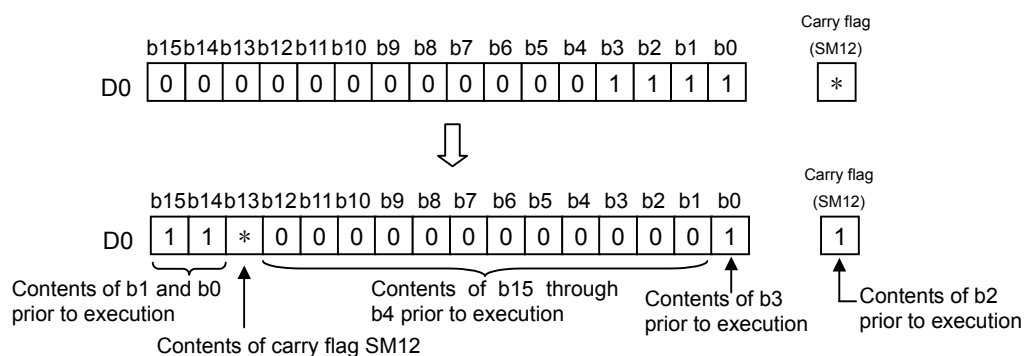 Carry flag
(SM12)
b15 b14 b13 b12 b11 b10 b9 b8 b7 b6 b5 b4 b3 b2 b1 b0
D0 0 0 0 0 0 0 0 0 0 0 0 0 1 1 1 1 *
Carry flag
(SM12)
b15 b14 b13 b12 b11 b10 b9 b8 b7 b6 b5 b4 b3 b2 b1 b0
D0 1 1 * 0 0 0 0 0 0 0 0 0 0 0 0 1 1
Contents of b1 and b0
prior to execution
Contents of b15 through
b4 prior to execution
Contents of b3
prior to execution
Contents of b2
prior to execution
Contents of carry flag SM12